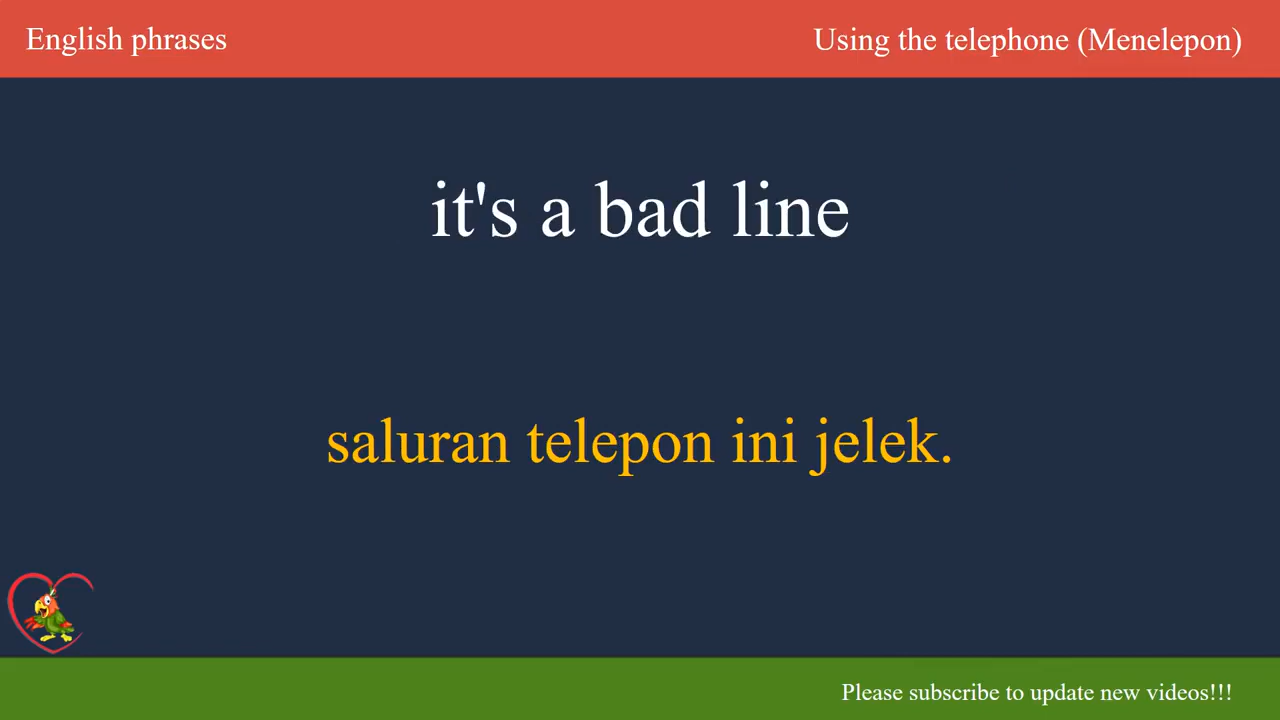 English phrases
Using the telephone (Menelepon)
it's a bad line
saluran telepon ini jelek.
Please subscribe to update new videos!!!